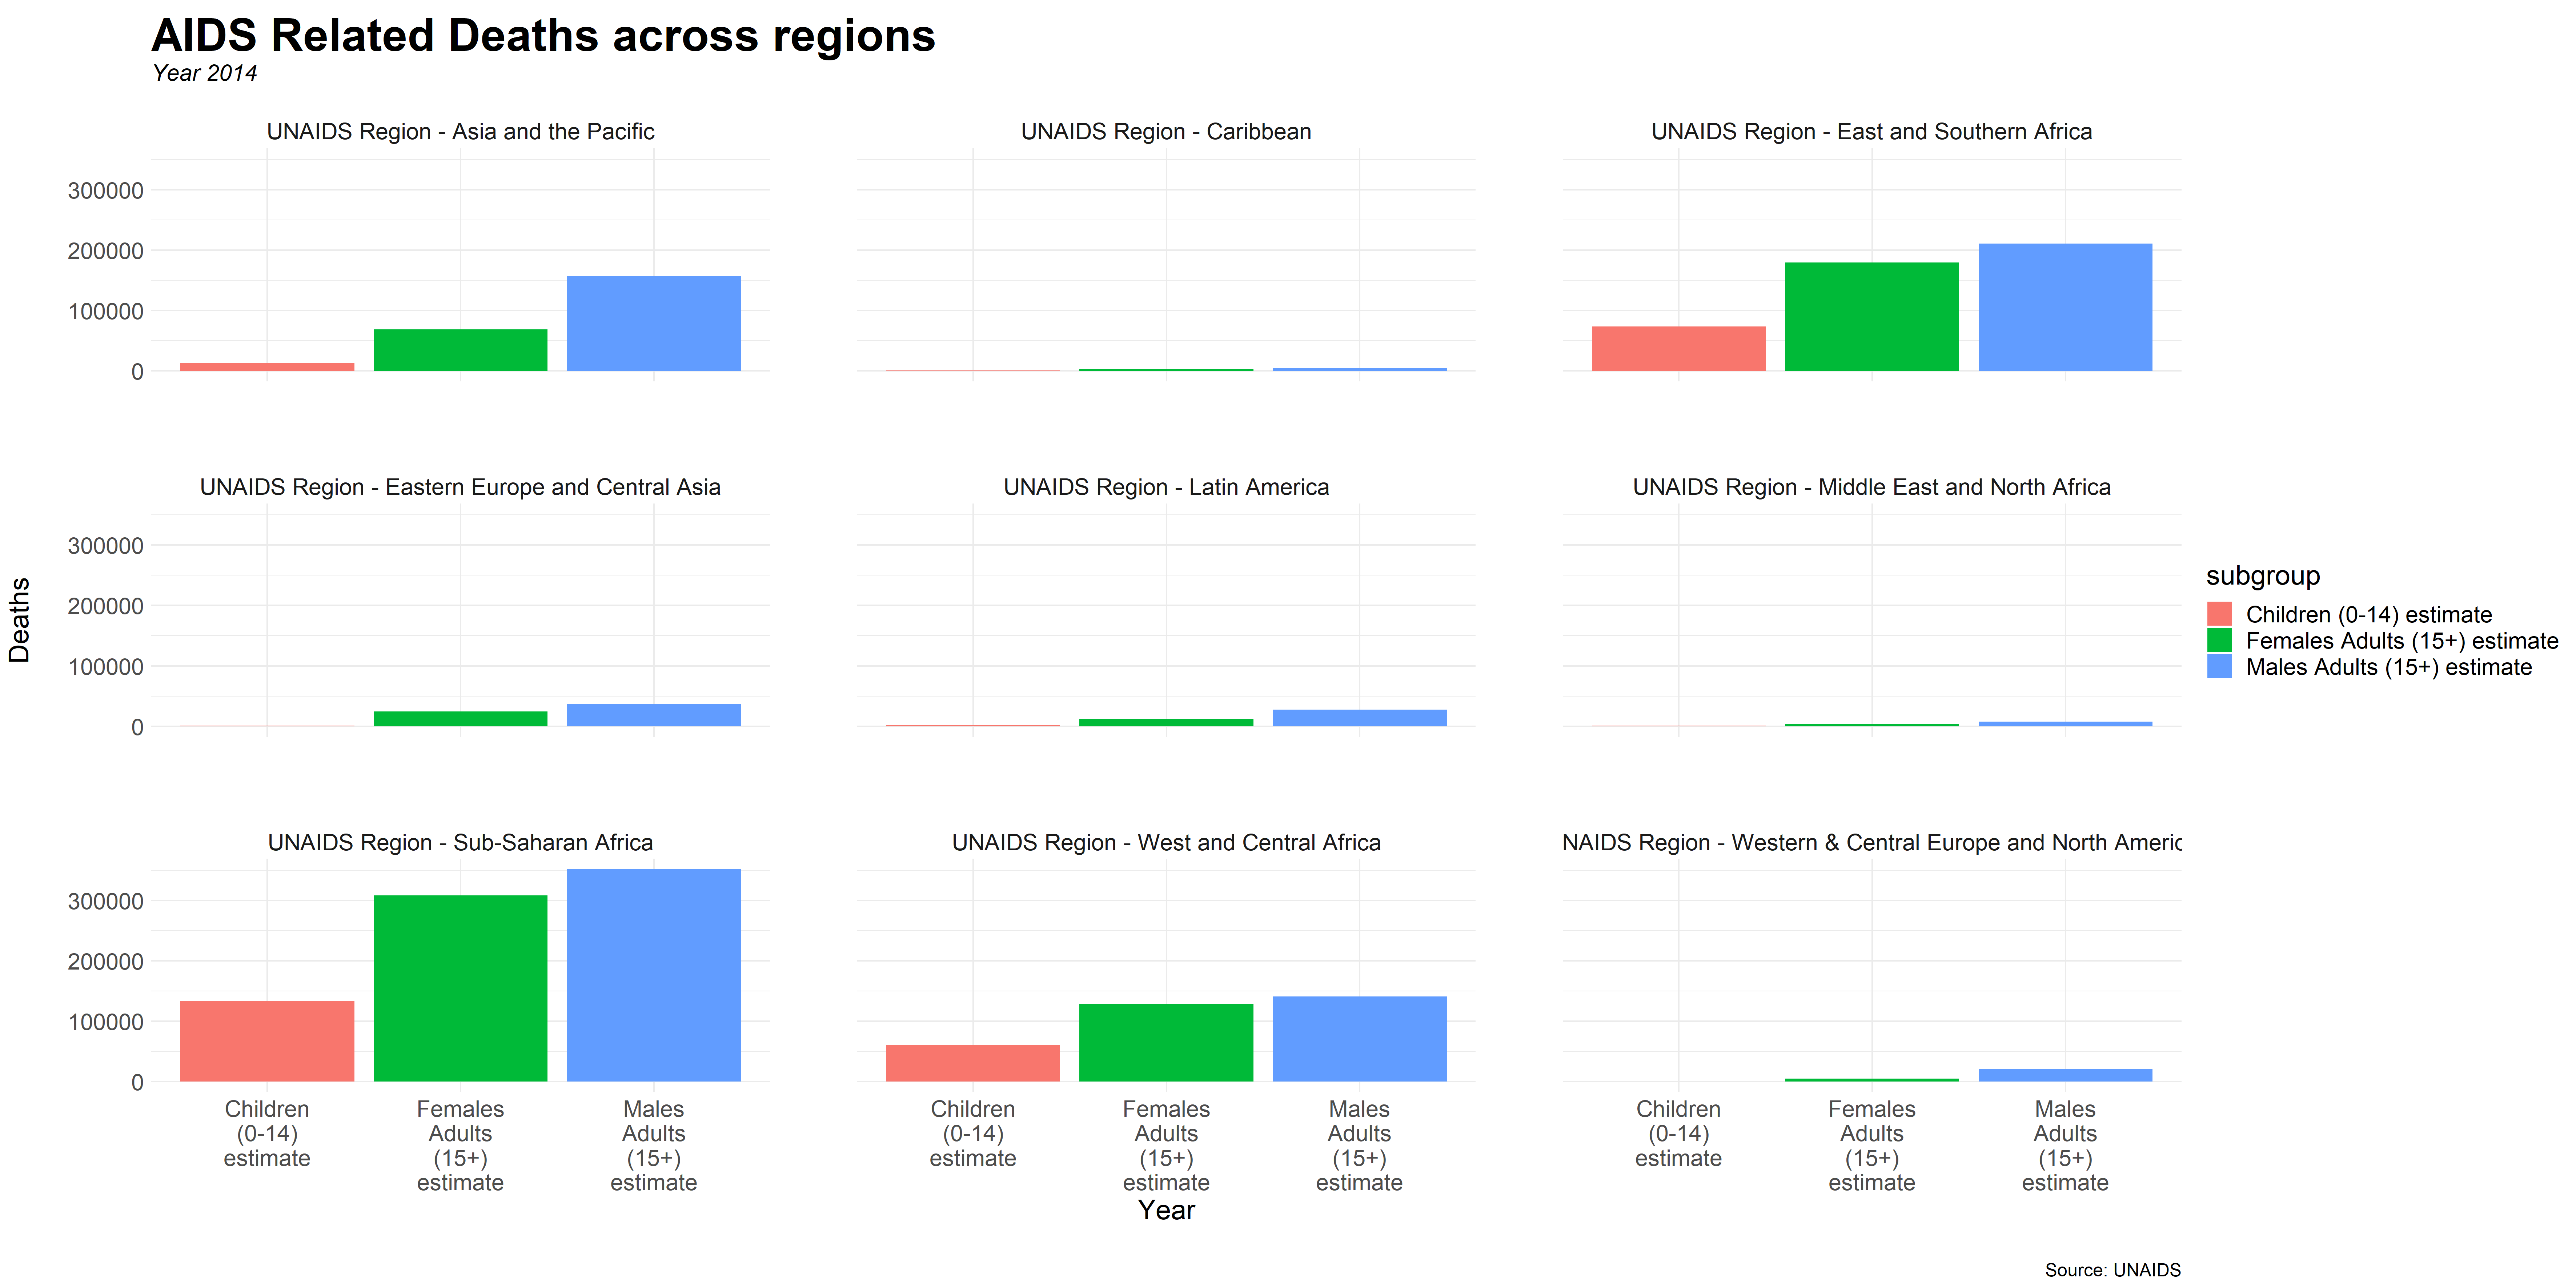 AIDS Related Deaths across regions
Year 2014
UNAIDS Region - Asia and the Pacific
UNAIDS Region - Caribbean
UNAIDS Region - East and Southern Africa
300000
200000
100000
0
UNAIDS Region - Eastern Europe and Central Asia
UNAIDS Region - Latin America
UNAIDS Region - Middle East and North Africa
300000
200000
100000
0
Deaths
subgroup
Children (0-14) estimate
Females Adults (15+) estimate
Males Adults (15+) estimate
UNAIDS Region - Sub-Saharan Africa
UNAIDS Region - West and Central Africa
NAIDS Region - Western & Central Europe and North Americ
300000
200000
100000
0
Children
(0-14)
estimate
Females
Adults
(15+)
estimate
Males
Adults
(15+)
estimate
Children
(0-14)
estimate
Females
Adults
(15+)
estimate
Males
Adults
(15+)
estimate
Children
(0-14)
estimate
Females
Adults
(15+)
estimate
Males
Adults
(15+)
estimate
Year
Source: UNAIDS